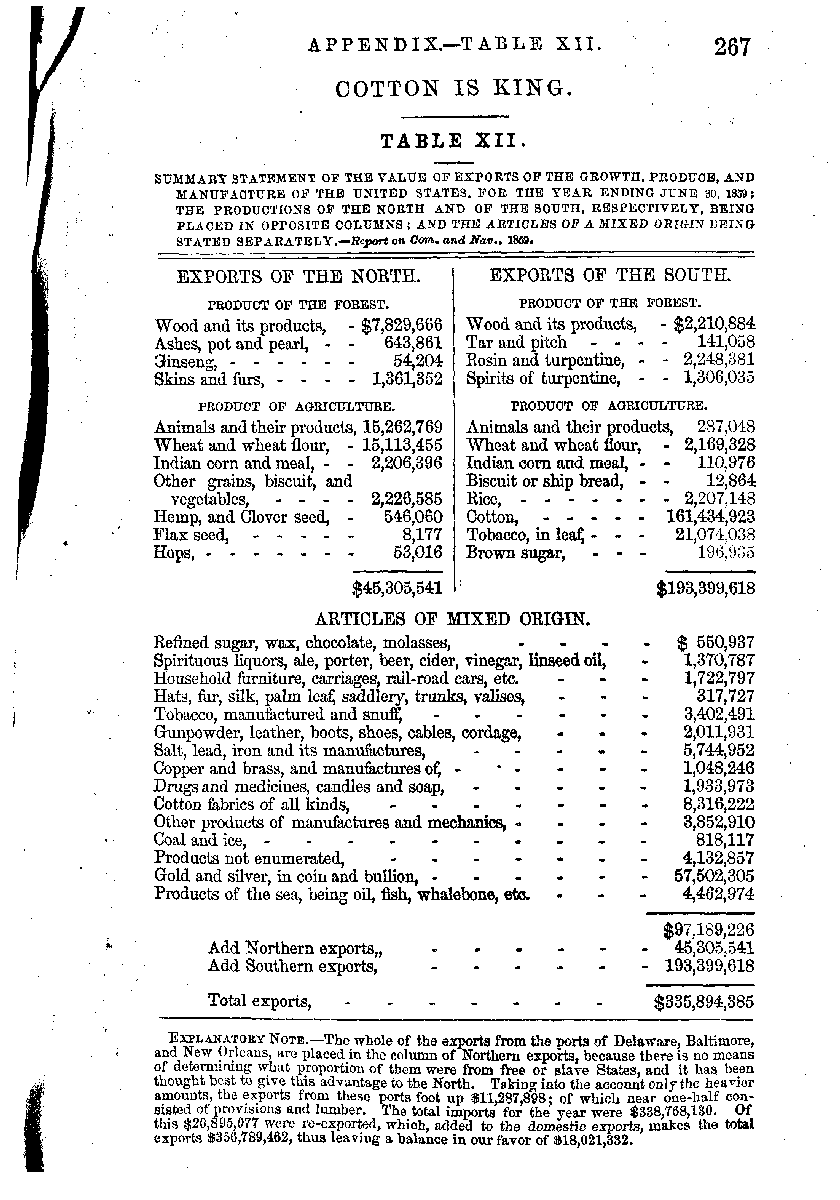 APPENDIX.—TABLE XII. 267
COTTON IS KING.
TABLE XII.
SUMMARY STATEMENT OF THE VALUE OF EXPORTS OF THE GROWTH, PRODUCE, AND
MANUFACTURE OF THE UNITED STATES, FOR THE YEAR ENDING JUNE 30, 1859;
THE PRODUCTIONS OF THE NORTH AND OF THE SOUTH, RESPECTIVELY, BEING
PLACED IN OPPOSITE COLUMNS; AND THE ARTICLES OF A MIXED ORIGIN BEING
STATED SEPARATELY.—Report on Com. and Nav., 1859.
EXPORTS OF THE NORTH.
PRODUCT OF THE FOREST.
Wood and its products, - $7,829,666
Ashes, pot and pearl, - - 643,861
Ginseng, - - - - - - 54,204
Skins and furs, - - - - 1,361,352
PRODUCT OF AGRICULTURE.
Animals and their products, 15,262,769
Wheat and wheat flour, - 15,113,455
Indian corn and meal, - - 2,206,396
Other grains, biscuit, and
vegetables, - - - - 2,226,585
Hemp, and Clover seed, - 546,060
Flax seed, - - - - - 8,177
Hops, - - - - - - - 53,016
$45,305,541
EXPORTS OF THE SOUTH.
PRODUCT OF THE FOREST.
Wood and its products, - $2,210,884
Tar and pitch - - - - 141,058
Rosin and turpentine, - - 2,248,381
Spirits of turpentine, - - 1,306,035
PRODUCT OF AGRICULTURE.
Animals and their products, 287,048
Wheat and wheat flour, - 2,169,328
Indian corn and meal, - - 110,976
Biscuit or ship bread, - - 12,864
Rice, - - - - - - - 2,207,148
Cotton, - - - - - 161,434,923
Tobacco, in leaf, - - - 21,074,038
Brown sugar, - - - 196,935
$193,399,618
ARTICLES OF MIXED ORIGIN.
Refined sugar, wax, chocolate, molasses, - - - - $ 550,937
Spirituous liquors, ale, porter, beer, cider, vinegar, linseed oil, - 1,370,787
Household furniture, carriages, rail-road cars, etc. - - - 1,722,797
Hats, fur, silk, palm leaf, saddlery, trunks, valises, - - - 317,727
Tobacco, manufactured and snuff, - - - - - - 3,402,491
Gunpowder, leather, boots, shoes, cables, cordage, - - - 2,011,931
Salt, lead, iron and its manufactures, - - - - - 5,744,952
Copper and brass, and manufactures of, - - - - - - 1,048,246
Drugs and medicines, candles and soap, - - - - - 1,933,973
Cotton fabrics of all kinds, - - - - - - - 8,316,222
Other products of manufactures and mechanics, - - - - 3,852,910
Coal and ice, - - - - - - - - - - 818,117
Products not enumerated, - - - - - - - 4,132,857
Gold and silver, in coin and bullion, - - - - - - 57,502,305
Products of the sea, being oil, fish, whalebone, etc. - - - 4,462,974
$97,189,226
Add Northern exports,, - - - - - - 45,305,541
Add Southern exports, - - - - - - 193,399,618
Total exports, - - - - - - - $335,894,385
EXPLANATORY NOTE.—The whole of the exports from the ports of Delaware, Baltimore,
and New Orleans, are placed in the column of Northern exports, because there is no means
of determining what proportion of them were from free or slave States, and it has been
thought best to give this advantage to the North. Taking into the account only the heavier
amounts, the exports from these ports foot up $11,287,898; of which near one-half con-
sisted of provisions and lumber. The total imports for the year were $338,768,130. Of
this $20,895,077 were re-exported, which, added to the domestic exports, makes the total
exports $356,789,462, thus leaving a balance in our favor of $18,021,332.